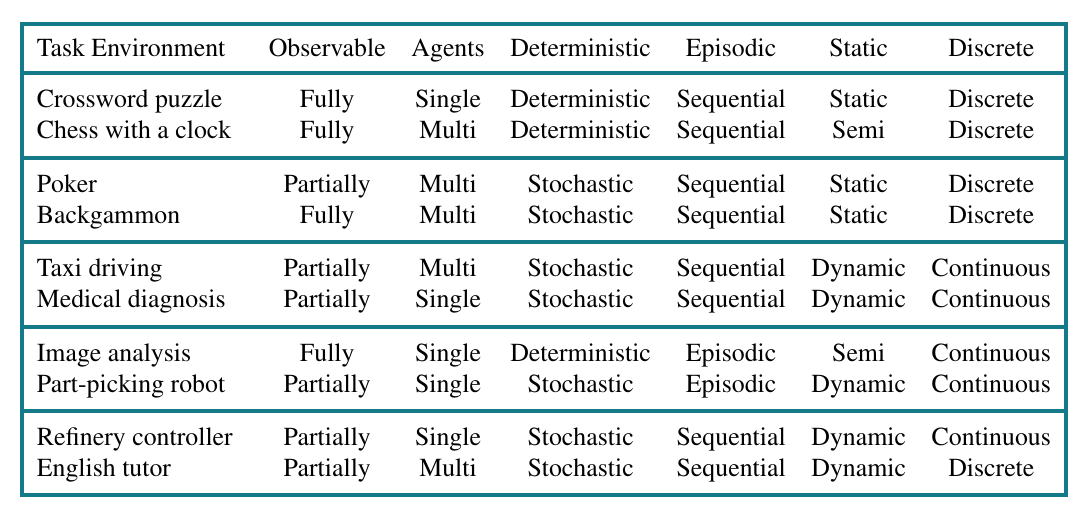 Task Environment Observable Agents Deterministic Episodic Static Discrete
Crossword puzzle Fully Single Deterministic Sequential Static Discrete
Chess with a clock Fully Multi Deterministic Sequential Semi Discrete
Poker Partially Multi Stochastic Sequential Static Discrete
Backgammon Fully Multi Stochastic Sequential Static Discrete
Taxi driving Partially Multi Stochastic Sequential Dynamic Continuous
Medical diagnosis Partially Single Stochastic Sequential Dynamic Continuous
Image analysis Fully Single Deterministic Episodic Semi Continuous
Part-picking robot Partially Single Stochastic Episodic Dynamic Continuous
Refinery controller Partially Single Stochastic Sequential Dynamic Continuous
English tutor Partially Multi Stochastic Sequential Dynamic Discrete